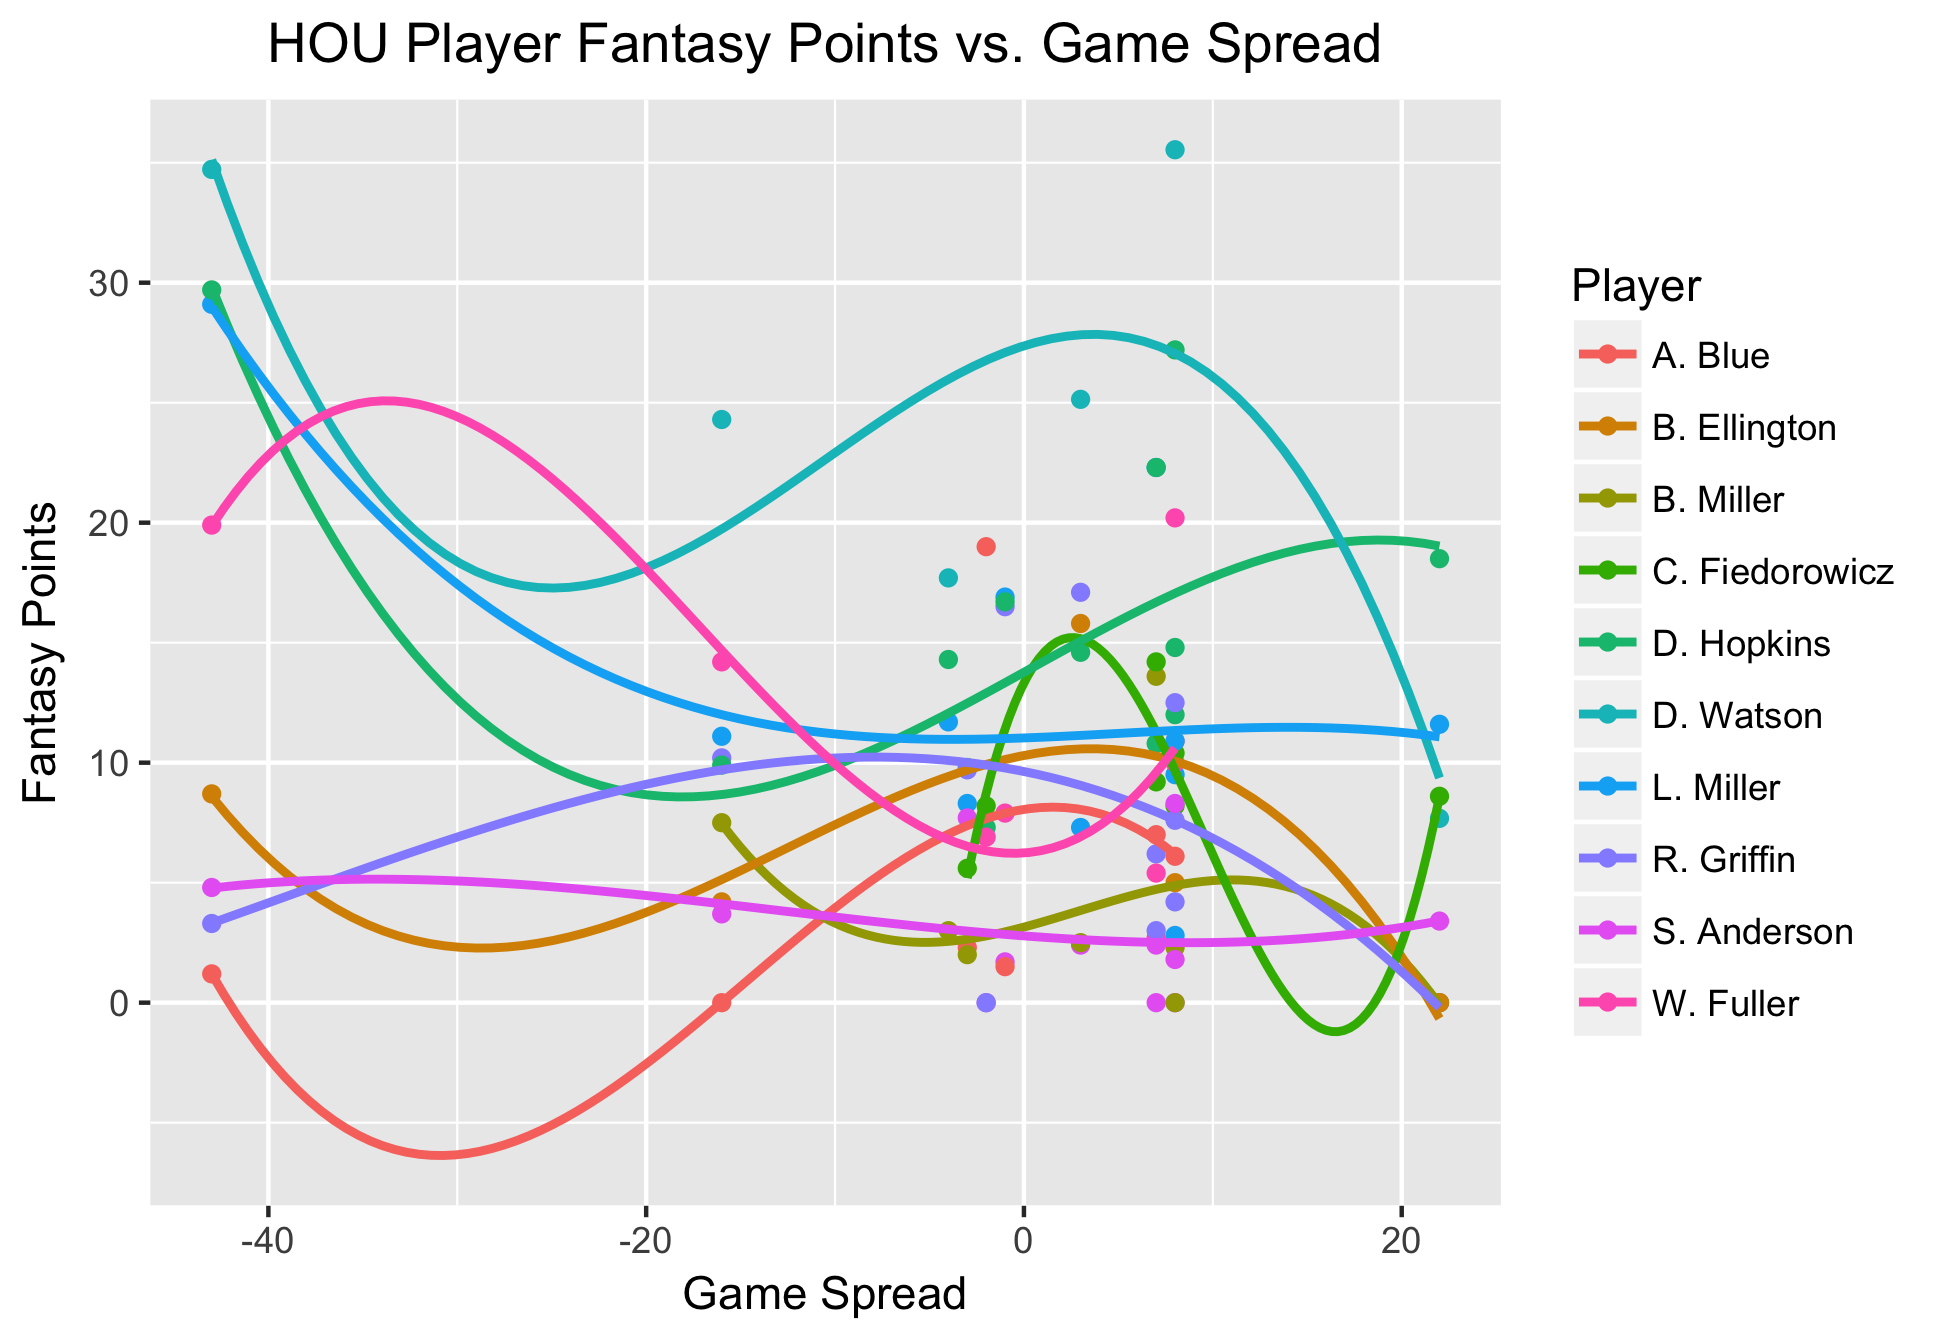 HOU Player Fantasy Points vs. Game Spread
Fantasy Points
30
20
10
0
-40
-20
0
20
Game Spread
Player
A. Blue
B. Ellington
B. Miller
C. Fiedorowicz
D. Hopkins
D. Watson
L. Miller
R. Griffin
S. Anderson
W. Fuller